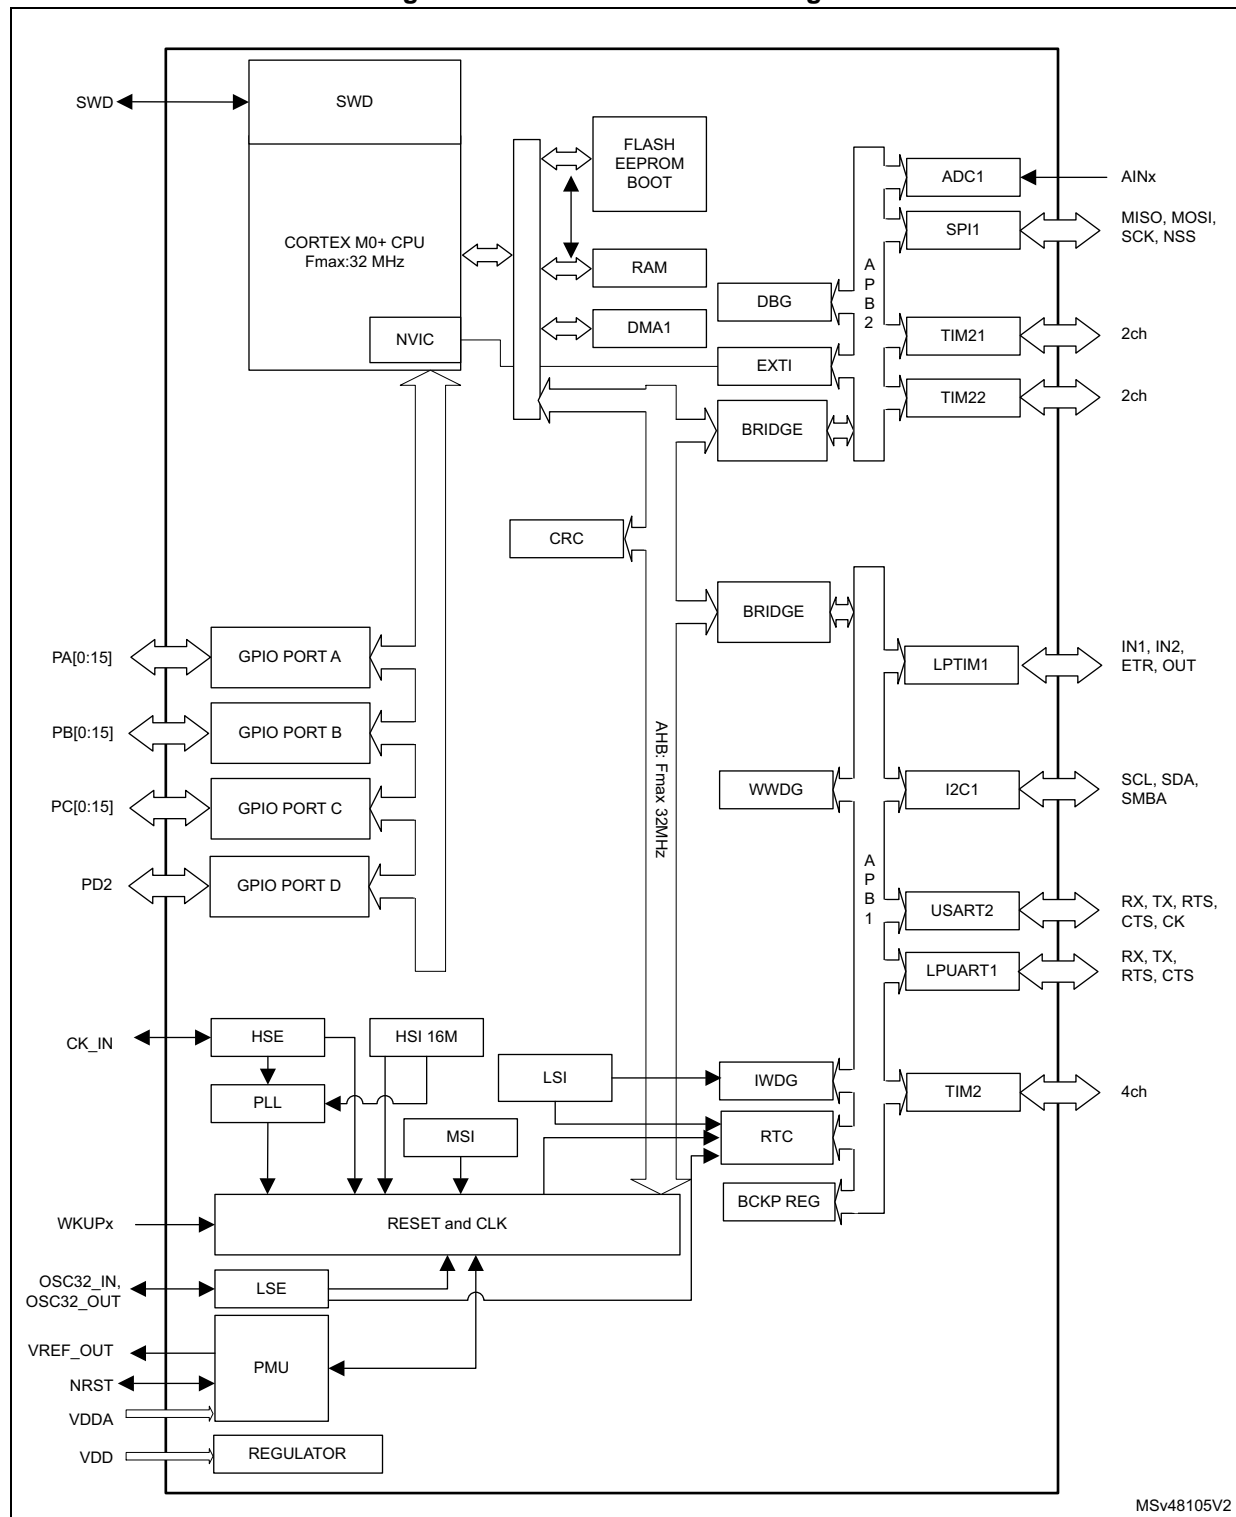 SWD
SWD
CORTEX M0+ CPU
Fmax:32 MHz
NVIC
FLASH
EEPROM
BOOT
RAM
DMA1
DBG
EXTI
BRIDGE
A
P
B
2
ADC1
AINx
SPI1
MISO, MOSI,
SCK, NSS
TIM21
2ch
TIM22
2ch
CRC
BRIDGE
AHB: Fmax 32MHz
PA[0:15]
GPIO PORT A
PB[0:15]
GPIO PORT B
PC[0:15]
GPIO PORT C
PD2
GPIO PORT D
LPTIM1
IN1, IN2,
ETR, OUT
WWDG
I2C1
SCL, SDA,
SMBA
A
P
B
1
USART2
RX, TX, RTS,
CTS, CK
LPUART1
RX, TX,
RTS, CTS
CK_IN
HSE
HSI 16M
PLL
MSI
LSI
IWDG
RTC
BCKP REG
TIM2
4ch
WKUPx
RESET and CLK
OSC32_IN,
OSC32_OUT
LSE
VREF_OUT
NRST
PMU
VDDA
VDD
REGULATOR
MSv48105V2